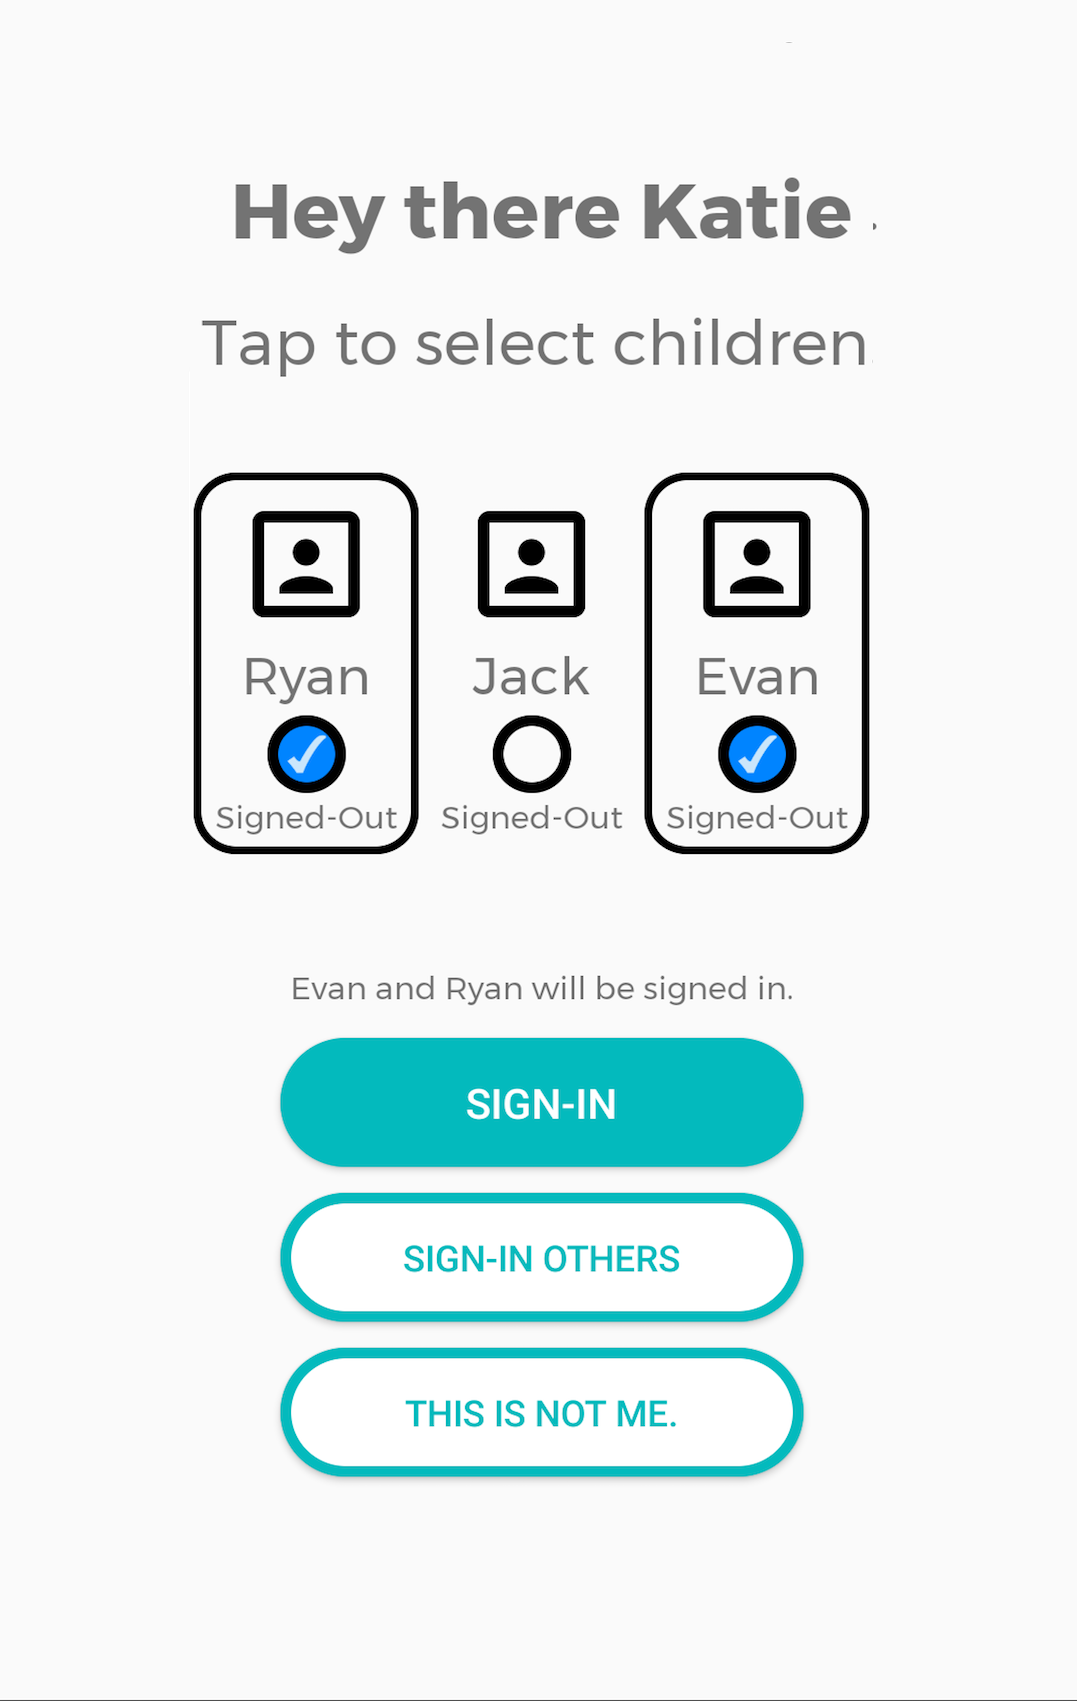 Hey there Katie
Tap to select children
Ryan Jack Evan
Signed-Out Signed-Out Signed-Out
Evan and Ryan will be signed in.
SIGN-IN
SIGN-IN OTHERS
THIS IS NOT ME.